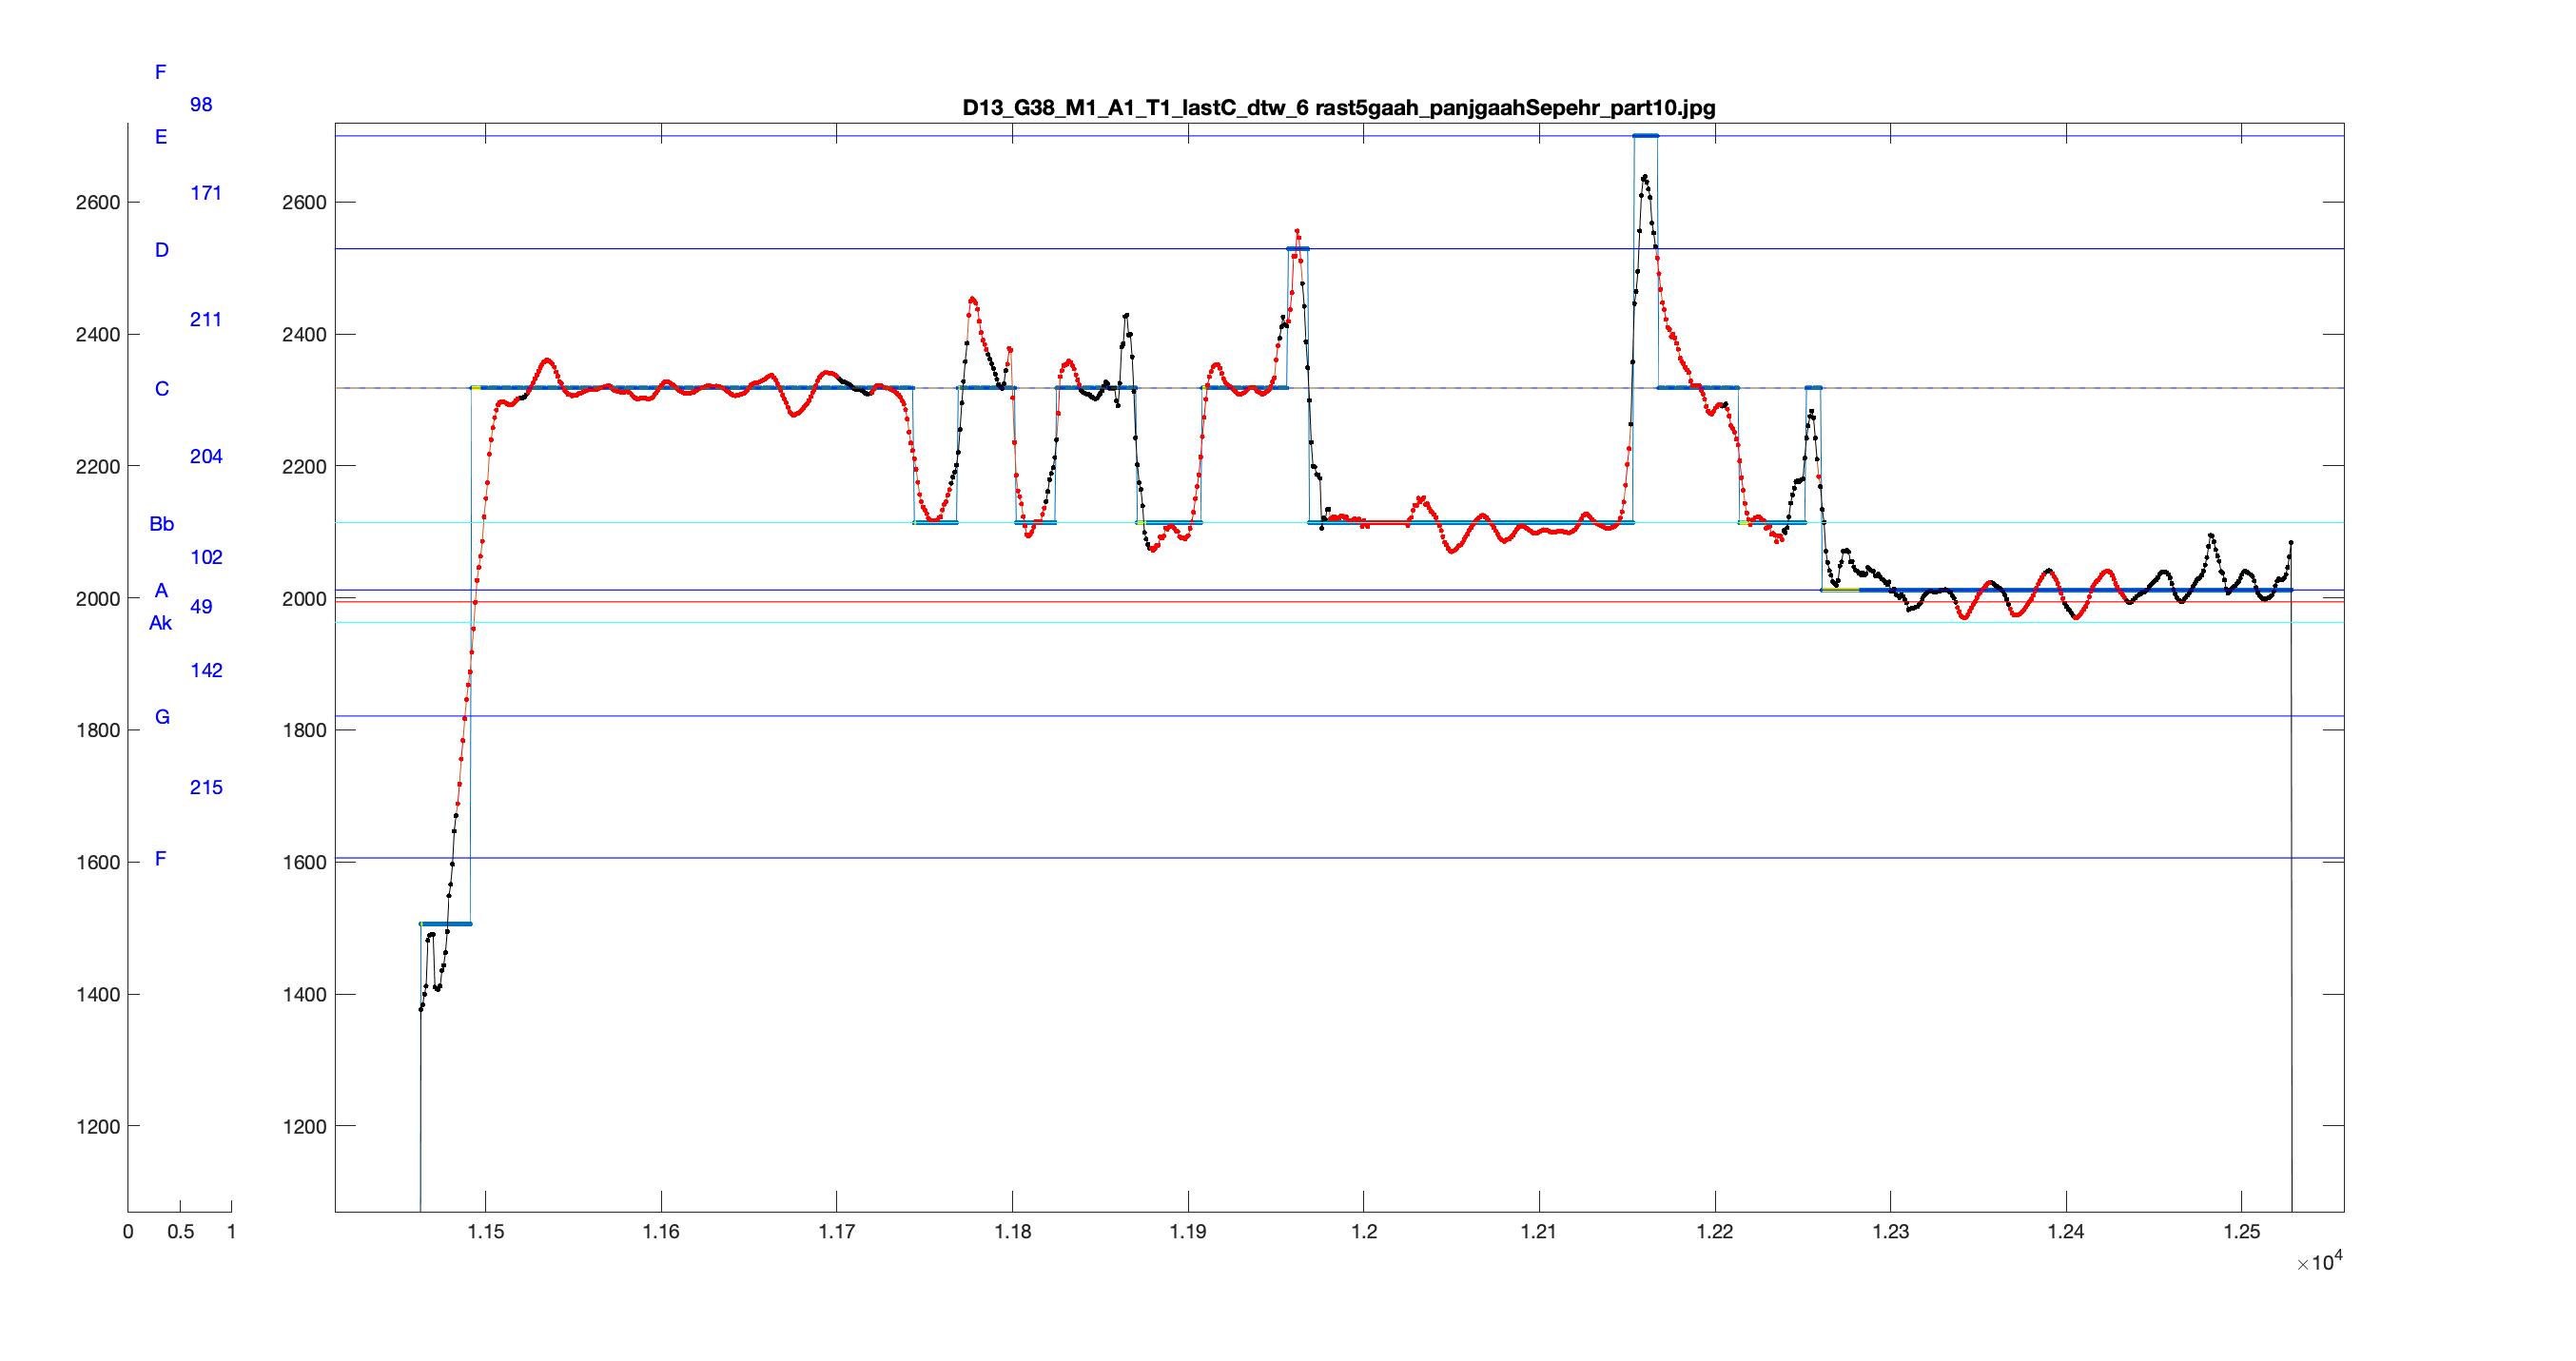 F
98
D13_G38_M1_A1_T1_lastC_dtw_6 rast5gaah_panjgaahSepehr_part10.jpg
E
171
2600 2600
D
211
2400 2400
C
204
2200 2200
Bb
102
A
2000 2000
49
Ak
142
G
1800 1800
215
F
1600 1600
1400 1400
1200 1200
0 0.5 1 1.15 1.16 1.17 1.18 1.19 1.2 1.21 1.22 1.23 1.24 1.25
×10⁴